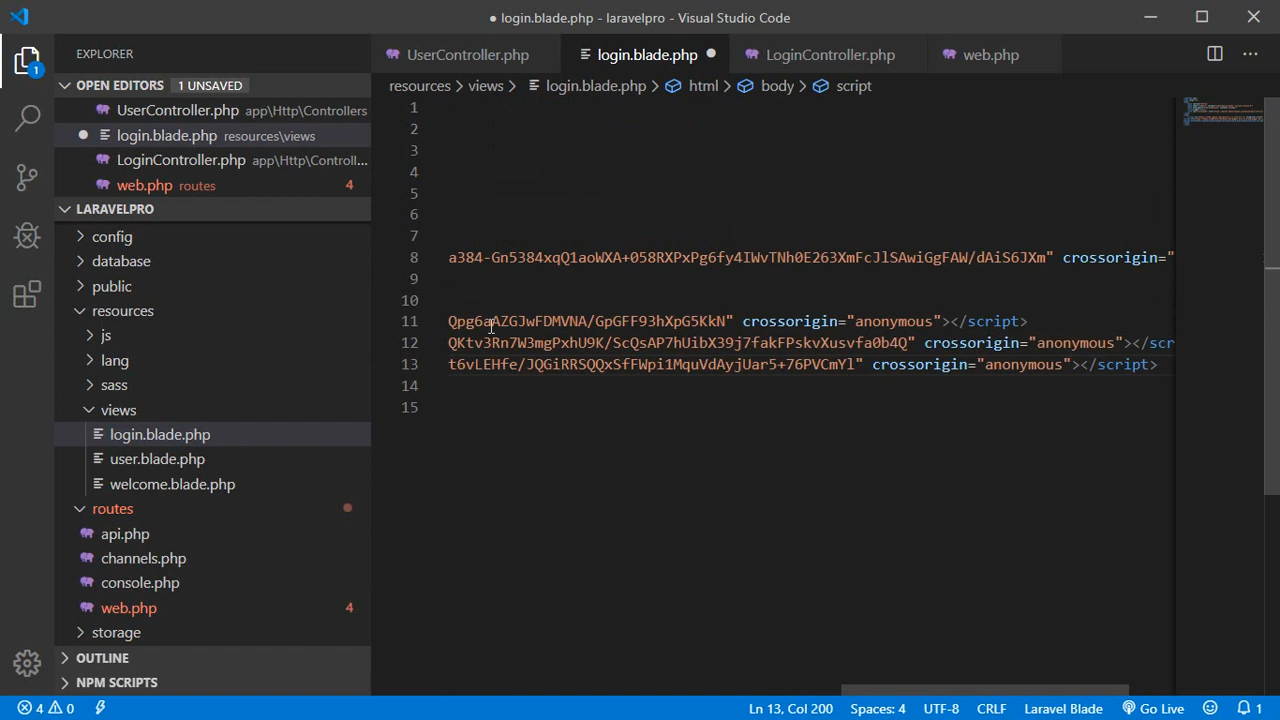 ● login.blade.php - laravelpro - Visual Studio Code
EXPLORER
UserController.php
login.blade.php ●
LoginController.php
web.php
OPEN EDITORS 1 UNSAVED
resources > views > login.blade.php > html > body > script
UserController.php app\Http\Controllers
● login.blade.php resources\views
LoginController.php app\Http\Controll...
web.php routes 4
LARAVELPRO
config
database
public
resources
js
lang
sass
views
login.blade.php
user.blade.php
welcome.blade.php
routes
api.php
channels.php
console.php
web.php 4
storage
OUTLINE
NPM SCRIPTS
1
1
2
3
4
5
6
7
8 a384-Gn5384xqQ1aoWXA+058RXPxPg6fy4IWvTNh0E263XmFcJlSAwiGgFAW/dAiS6JXm" crossorigin="
9
10
11 Qpg6aAZGJwFDMVNA/GpGFF93hXpG5KkN" crossorigin="anonymous"></script>
12 QKtv3Rn7W3mgPxhU9K/ScQsAP7hUibX39j7fakFPskvXusvfa0b4Q" crossorigin="anonymous"></scr
13 t6vLEHfe/JQGiRRSQQxSfFWpi1MquVdAyjUar5+76PVCmYl" crossorigin="anonymous"></script>
14
15
4 0
Ln 13, Col 200
Spaces: 4
UTF-8
CRLF
Laravel Blade
Go Live
1